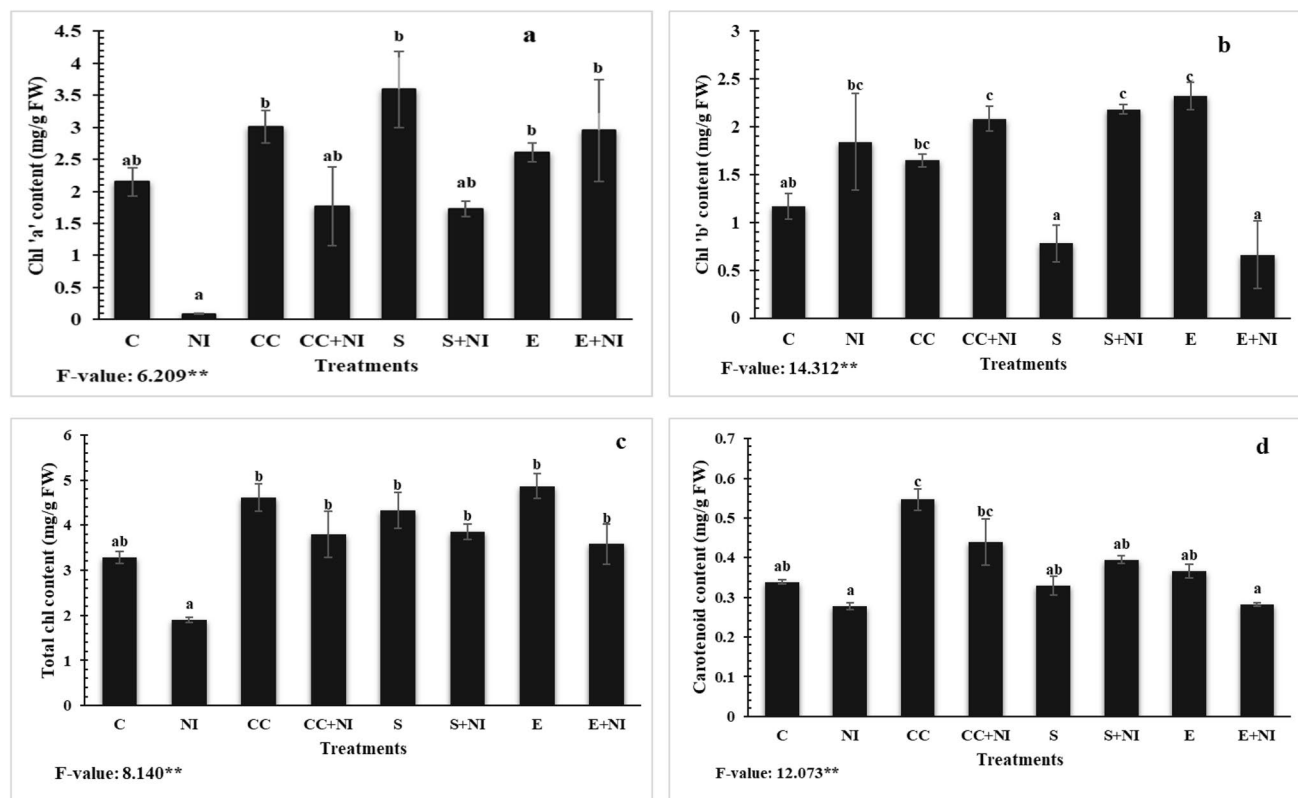 a
Chl 'a' content (mg/g FW)
4.5
4
3.5
3
2.5
2
1.5
1
0.5
0
ab
a
b
ab
b
ab
b
b
C NI CC CC+NI S S+NI E E+NI
Treatments
F-value: 6.209**
b
Chl 'b' content (mg/g FW)
3
2.5
2
1.5
1
0.5
0
ab
bc
bc
c
a
c
c
a
C NI CC CC+NI S S+NI E E+NI
Treatments
F-value: 14.312**
c
Total chl content (mg/g FW)
6
5
4
3
2
1
0
ab
a
b
b
b
b
b
b
C NI CC CC+NI S S+NI E E+NI
Treatments
F-value: 8.140**
d
Carotenoid content (mg/g FW)
0.7
0.6
0.5
0.4
0.3
0.2
0.1
0
ab
a
c
bc
ab
ab
ab
a
C NI CC CC+NI S S+NI E E+NI
Treatments
F-value: 12.073**